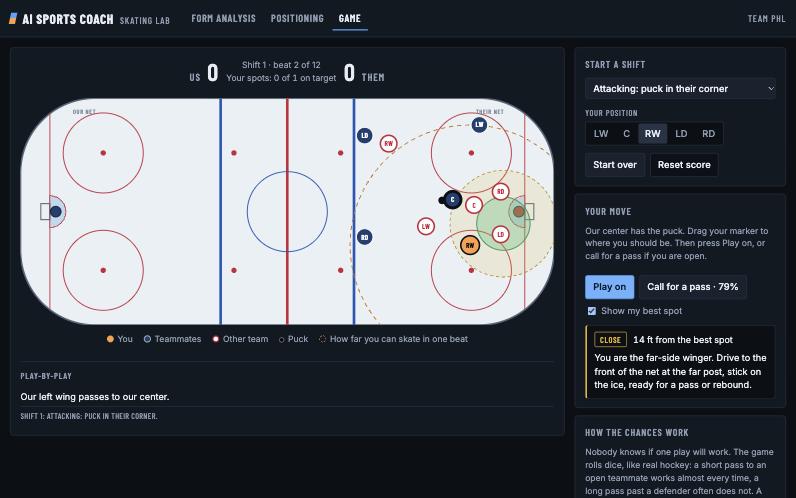 AI SPORTS COACH SKATING LAB FORM ANALYSIS POSITIONING GAME TEAM PHL
Shift 1 · beat 2 of 12
US 0 Your spots: 0 of 1 on target 0 THEM
OUR NET THEIR NET
LW
LD
RW
RD
C
C
LW
LD
RD
RW
You Teammates Other team Puck How far you can skate in one beat
PLAY-BY-PLAY
Our left wing passes to our center.
SHIFT 1: ATTACKING: PUCK IN THEIR CORNER.
START A SHIFT
Attacking: puck in their corner
YOUR POSITION
LW C RW LD RD
Start over Reset score
YOUR MOVE
Our center has the puck. Drag your marker to
where you should be. Then press Play on, or
call for a pass if you are open.
Play on Call for a pass · 79%
Show my best spot
CLOSE 14 ft from the best spot
You are the far-side winger. Drive to the
front of the net at the far post, stick on
the ice, ready for a pass or rebound.
HOW THE CHANCES WORK
Nobody knows if one play will work. The game
rolls dice, like real hockey: a short pass to an
open teammate works almost every time, a
long pass past a defender often does not. A